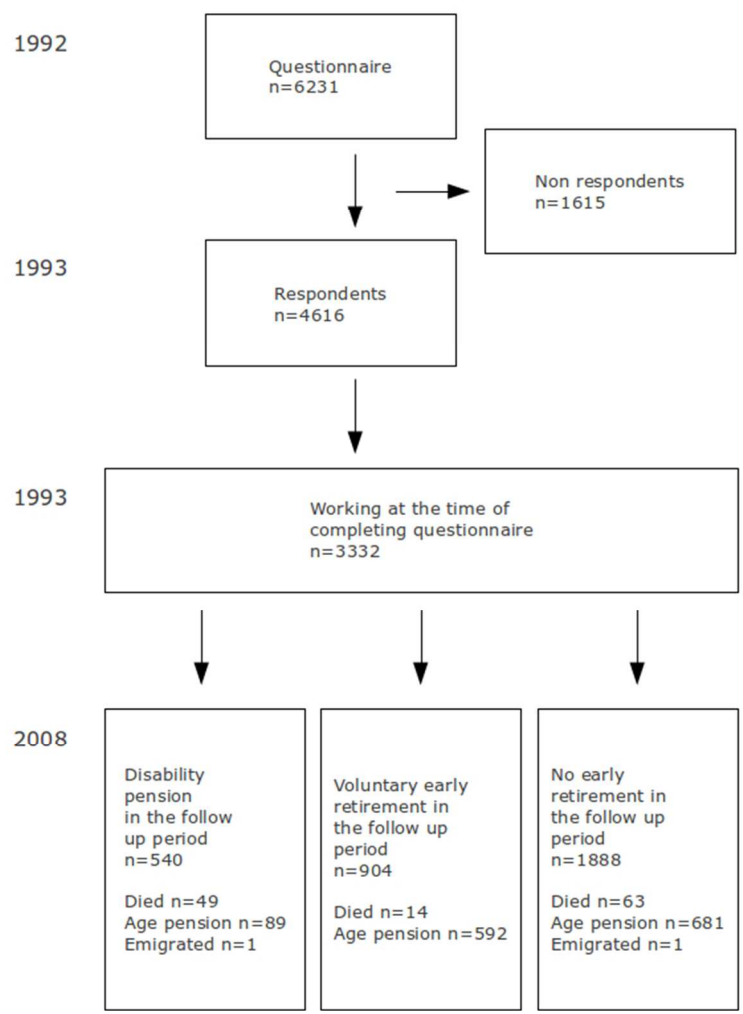 1992
Questionnaire
n=6231
Non respondents
n=1615
1993
Respondents
n=4616
1993
Working at the time of
completing questionnaire
n=3332
2008
Disability
pension
in the follow
up period
n=540
Died n=49
Age pension n=89
Emigrated n=1
Voluntary early
retirement in
the follow up
period
n=904
Died n=14
Age pension n=592
No early
retirement in
the follow up
period
n=1888
Died n=63
Age pension n=681
Emigrated n=1